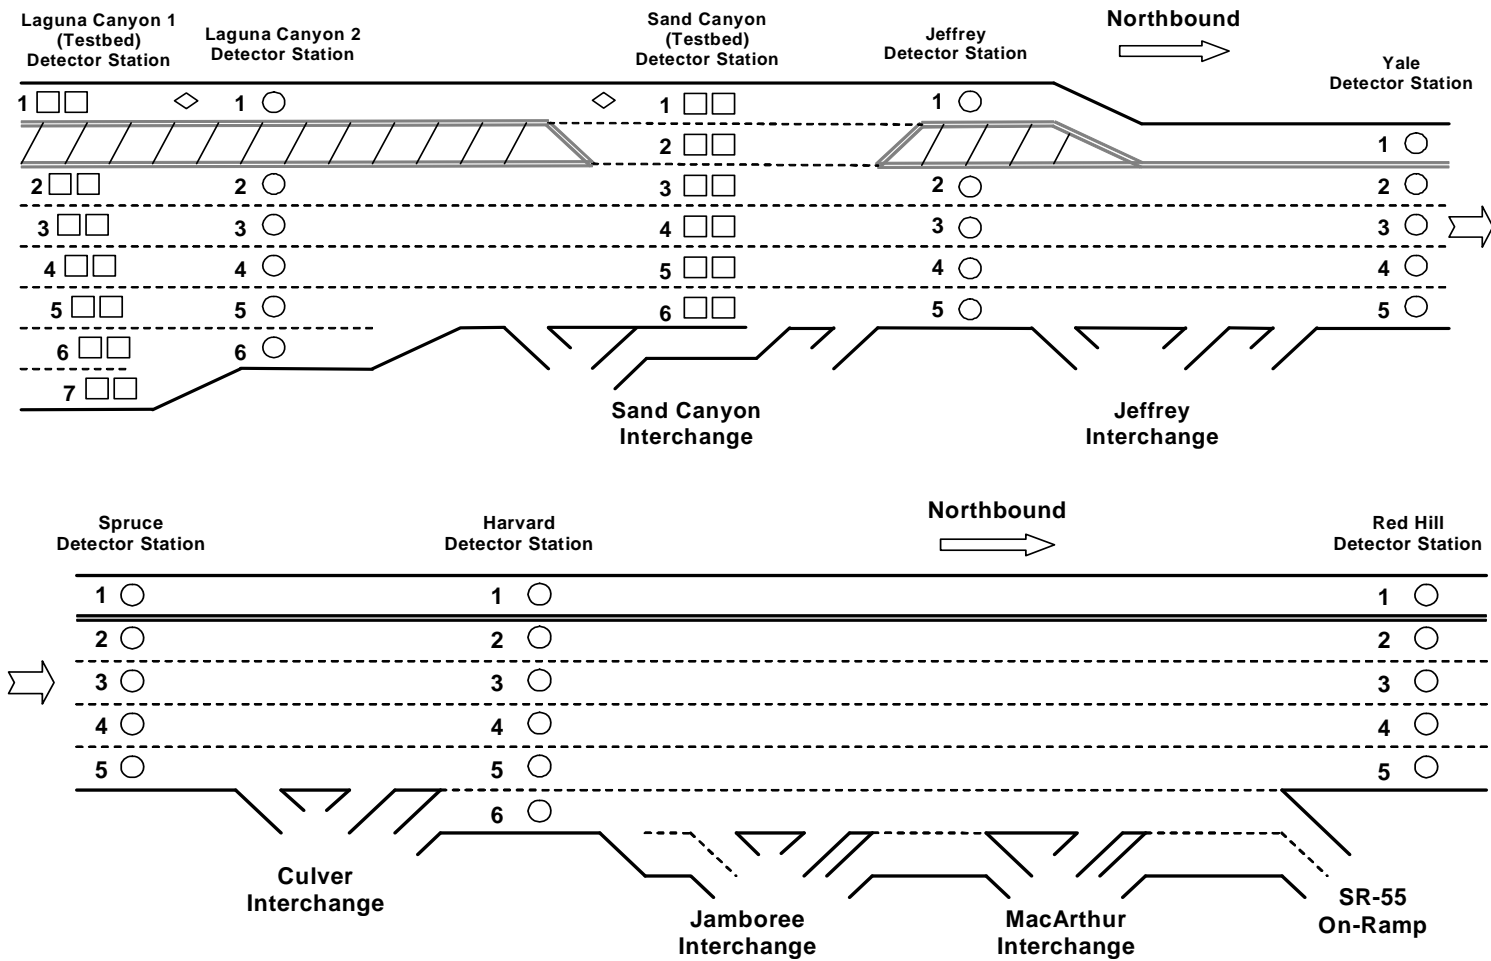 Laguna Canyon 1
(Testbed)
Detector Station
Laguna Canyon 2
Detector Station
Sand Canyon
(Testbed)
Detector Station
Jeffrey
Detector Station
Northbound
Yale
Detector Station
1
1
1
1
2
1
2
2
3
2
2
3
3
4
3
3
4
4
5
4
4
5
5
6
5
5
6
6
7
Sand Canyon
Interchange
Jeffrey
Interchange
Spruce
Detector Station
Harvard
Detector Station
Northbound
Red Hill
Detector Station
1
1
1
2
2
2
3
3
3
4
4
4
5
5
5
6
Culver
Interchange
Jamboree
Interchange
MacArthur
Interchange
SR-55
On-Ramp